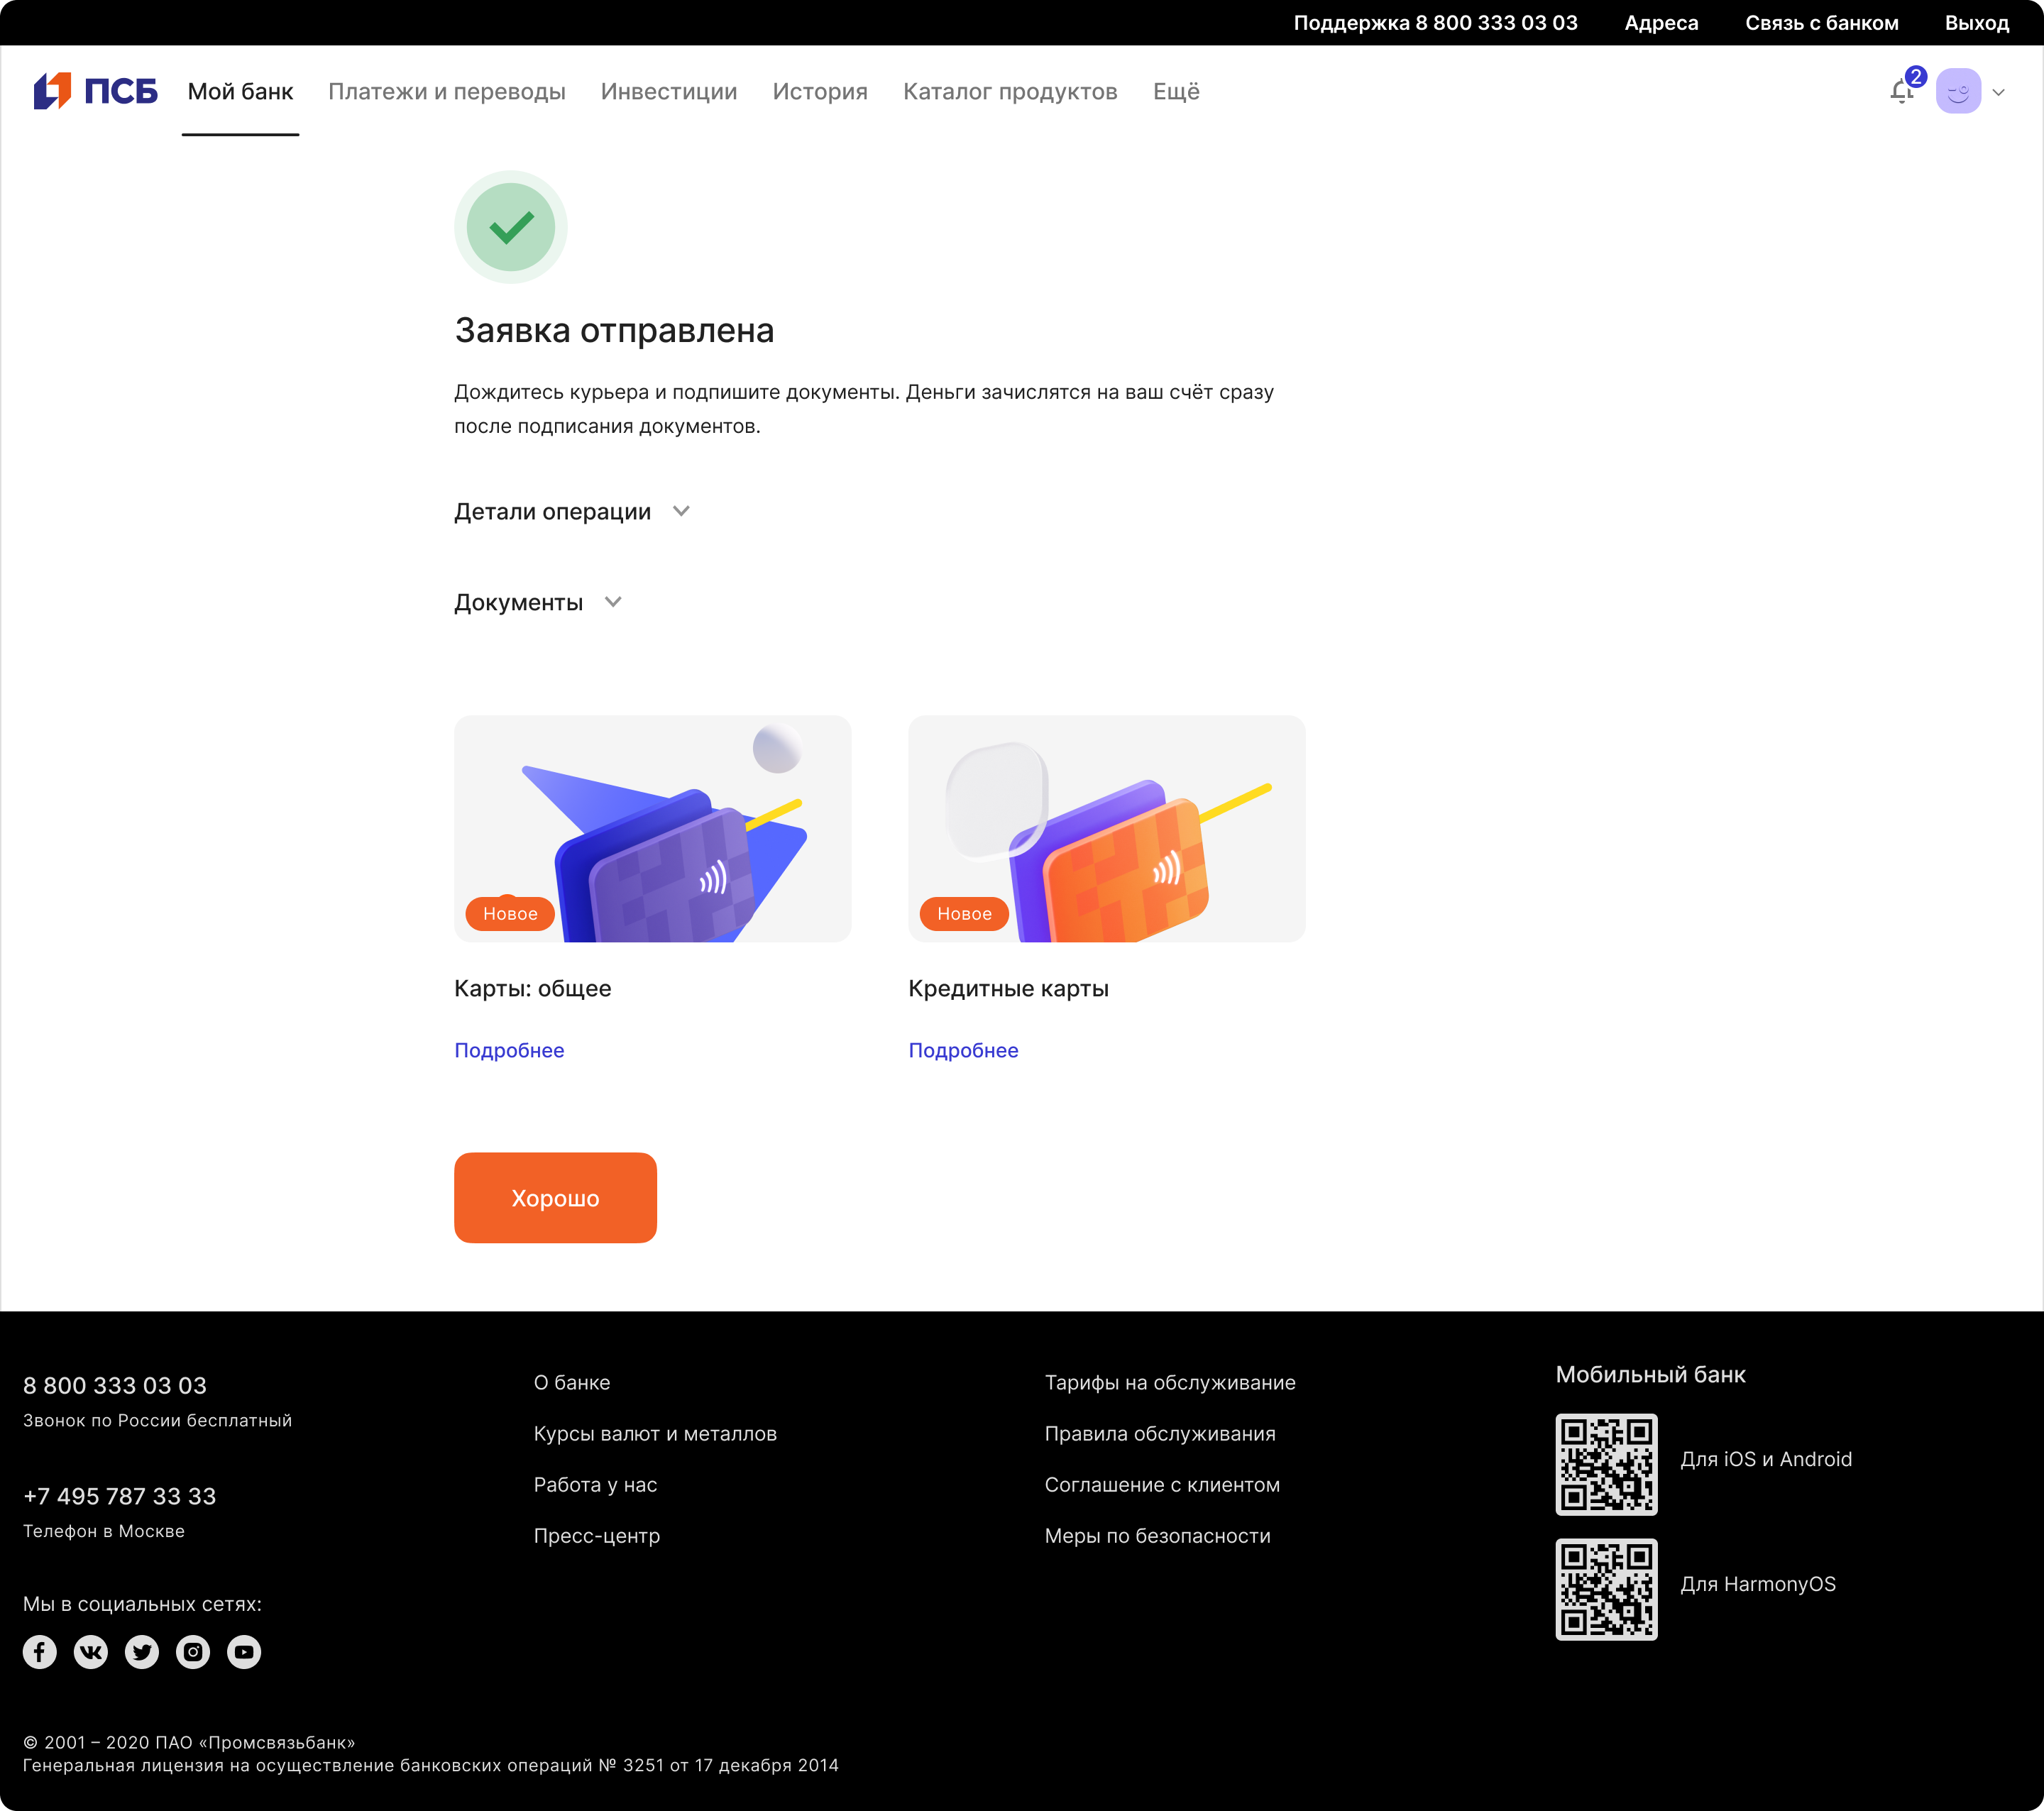 Поддержка 8 800 333 03 03 Адреса Связь с банком Выход
ПСБ Мой банк Платежи и переводы Инвестиции История Каталог продуктов Ещё 2
Заявка отправлена
Дождитесь курьера и подпишите документы. Деньги зачислятся на ваш счёт сразу
после подписания документов.
Детали операции
Документы
Новое
Новое
Карты: общее
Кредитные карты
Подробнее
Подробнее
Хорошо
8 800 333 03 03
Звонок по России бесплатный
+7 495 787 33 33
Телефон в Москве
Мы в социальных сетях:
О банке
Курсы валют и металлов
Работа у нас
Пресс-центр
Тарифы на обслуживание
Правила обслуживания
Соглашение с клиентом
Меры по безопасности
Мобильный банк
Для iOS и Android
Для HarmonyOS
© 2001 – 2020 ПАО «Промсвязьбанк»
Генеральная лицензия на осуществление банковских операций № 3251 от 17 декабря 2014